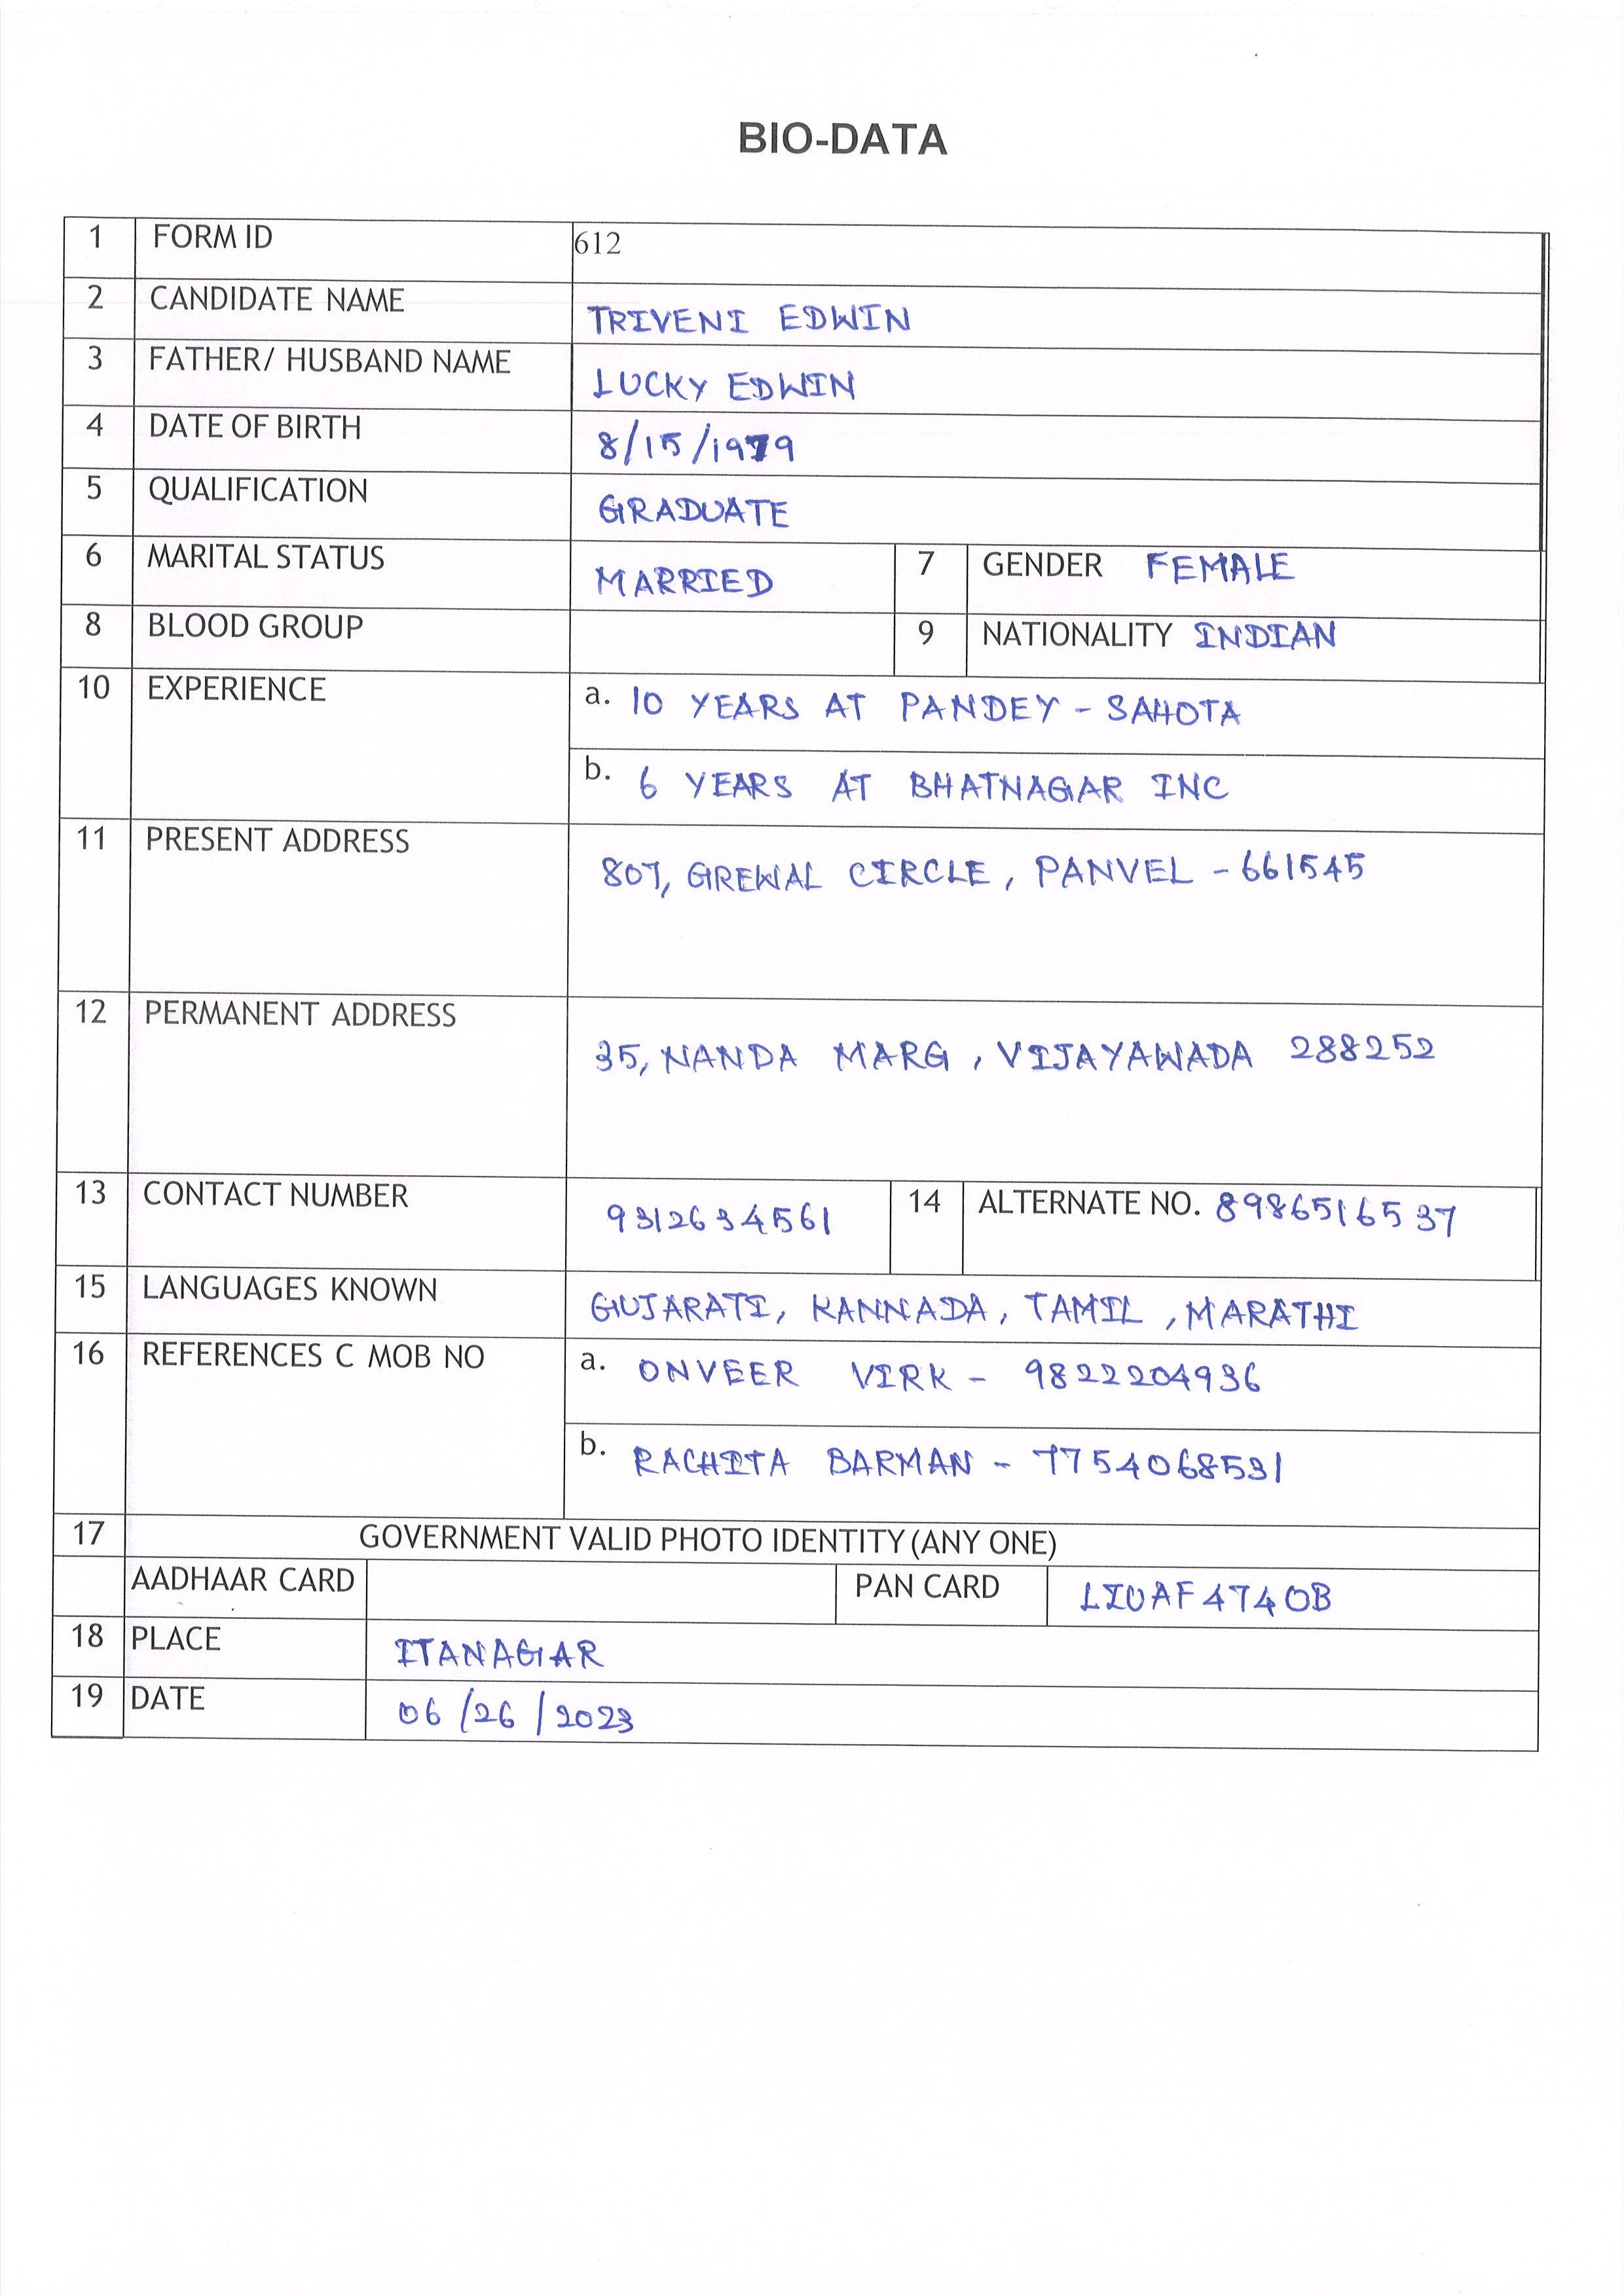 BIO-DATA
1 FORM ID 612
2 CANDIDATE NAME TRIVENI EDWIN
3 FATHER/ HUSBAND NAME LUCKY EDWIN
4 DATE OF BIRTH 8/15/1979
5 QUALIFICATION GRADUATE
6 MARITAL STATUS MARRIED 7 GENDER FEMALE
8 BLOOD GROUP 9 NATIONALITY INDIAN
10 EXPERIENCE a. 10 YEARS AT PANDEY - SAHOTA
b. 6 YEARS AT BHATNAGAR INC
11 PRESENT ADDRESS 807, GREWAL CIRCLE, PANVEL - 661545
12 PERMANENT ADDRESS 35, NANDA MARG, VIJAYAWADA 288252
13 CONTACT NUMBER 9312634561 14 ALTERNATE NO. 8986516537
15 LANGUAGES KNOWN GUJARATI, KANNADA, TAMIL, MARATHI
16 REFERENCES C MOB NO a. ONVEER VIRK - 9822204936
b. RACHITA BARMAN - 7754068531
17 GOVERNMENT VALID PHOTO IDENTITY (ANY ONE)
AADHAAR CARD PAN CARD LIUAF4740B
18 PLACE ITANAGAR
19 DATE 06/26/2023